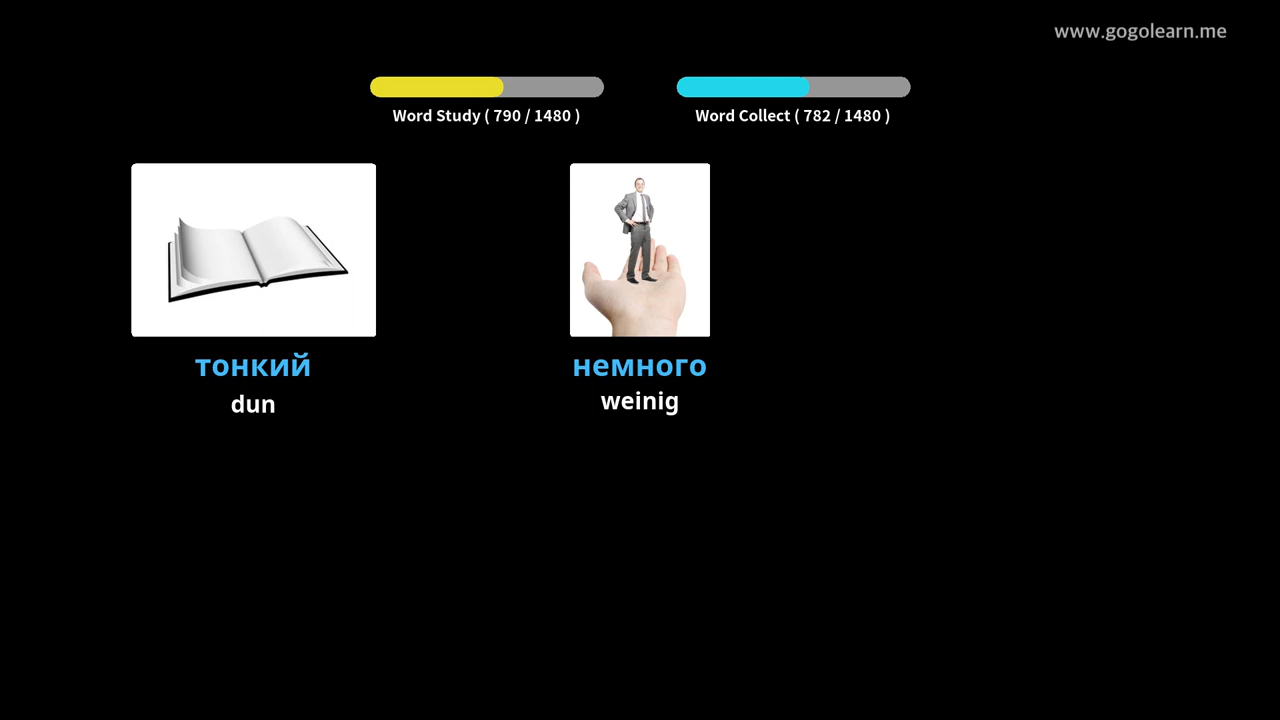 www.gogolearn.me
Word Study ( 790 / 1480 )
Word Collect ( 782 / 1480 )
тонкий
dun
немного
weinig